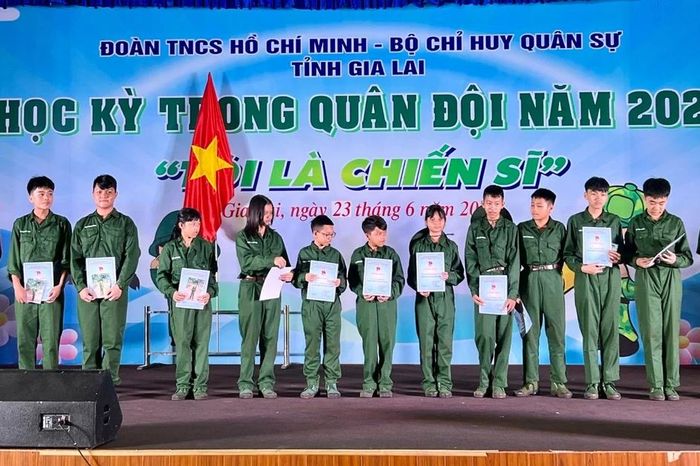 ĐOÀN TNCS HỒ CHÍ MINH - BỘ CHỈ HUY QUÂN SỰ
TỈNH GIA LAI
HỌC KỲ TRONG QUÂN ĐỘI NĂM 202
LÀ CHIẾN SĨ”
ngày 23 tháng 6 năm